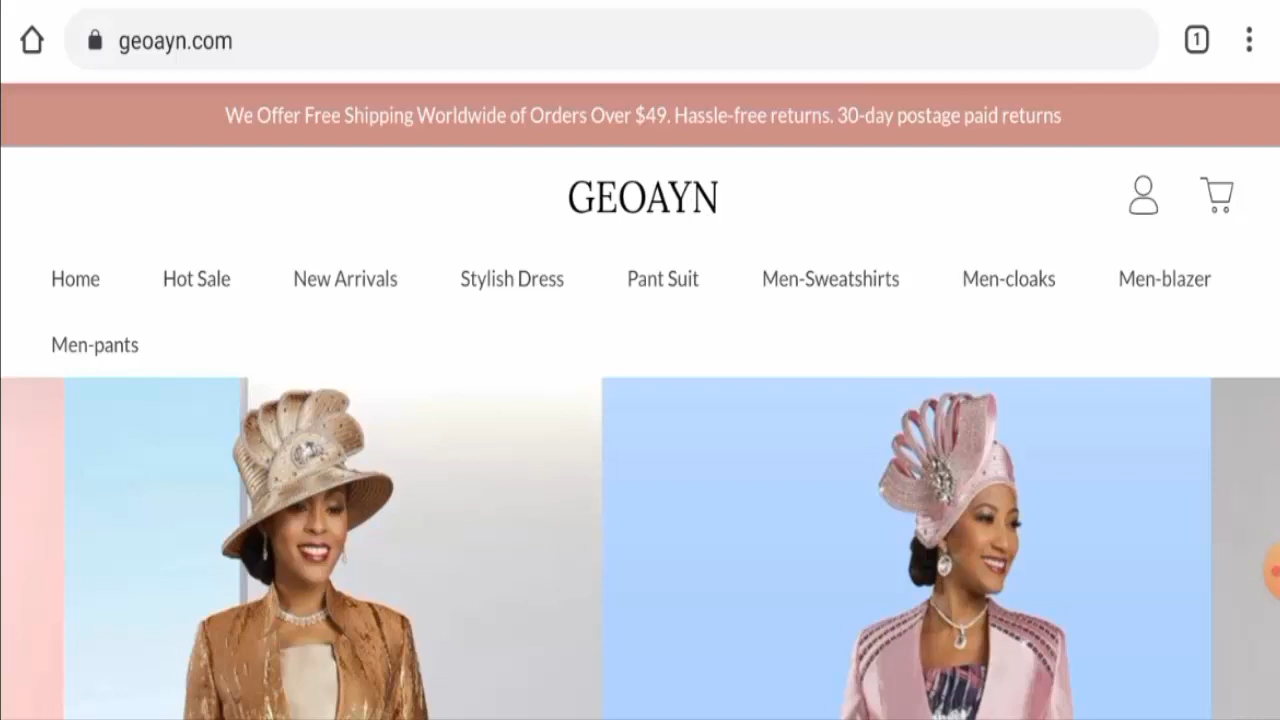 geoayn.com
1
We Offer Free Shipping Worldwide of Orders Over $49. Hassle-free returns. 30-day postage paid returns
GEOAYN
Home Hot Sale New Arrivals Stylish Dress Pant Suit Men-Sweatshirts Men-cloaks Men-blazer
Men-pants